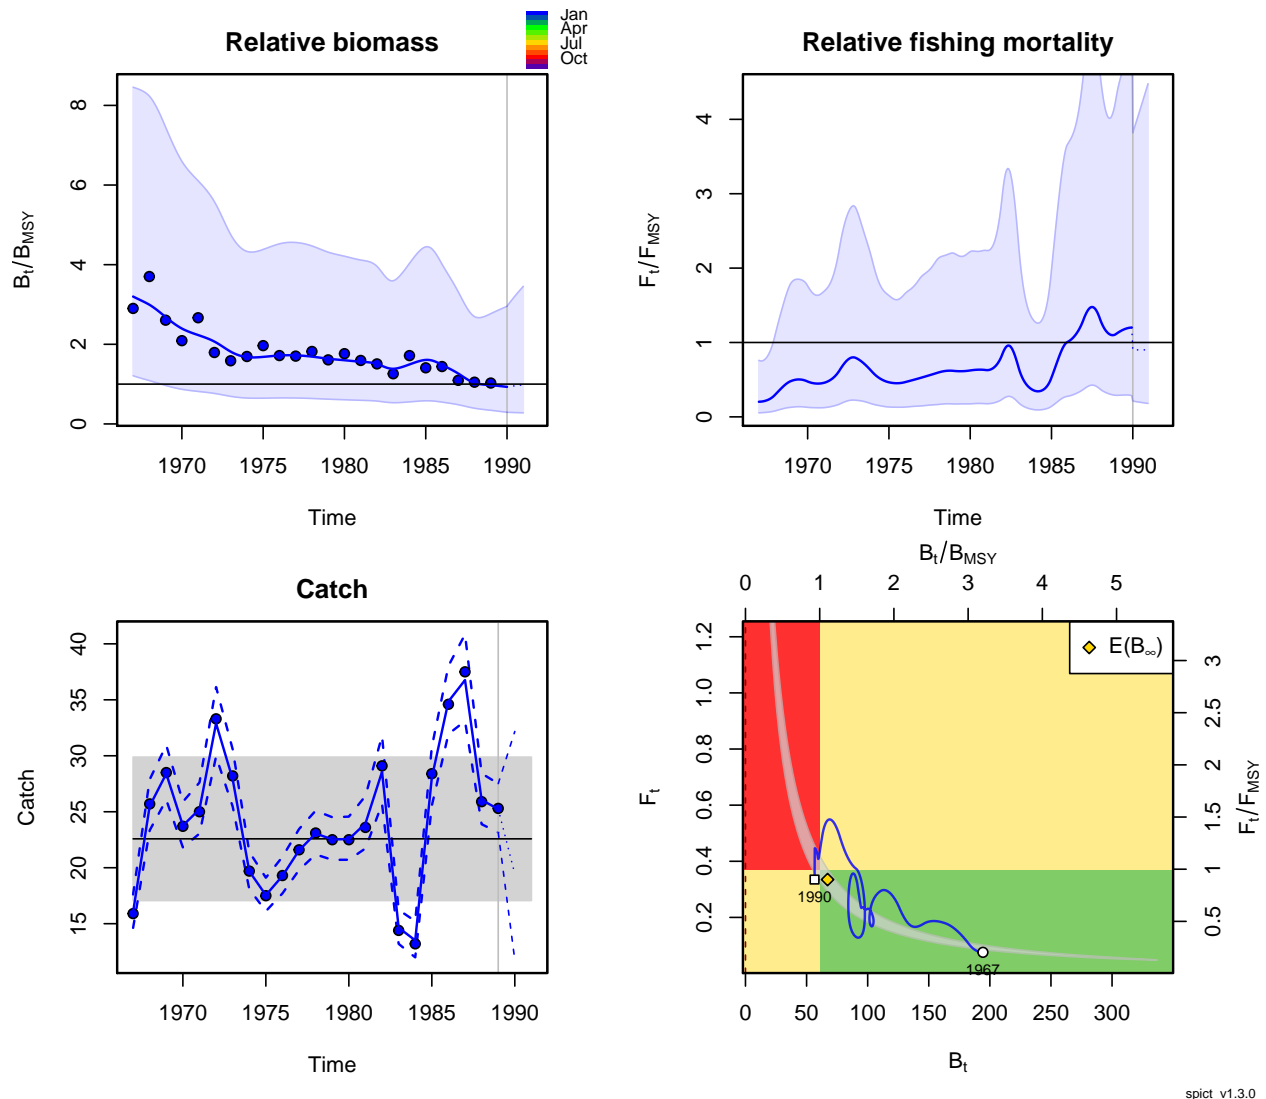 Relative biomass
Jan
Apr
Jul
Oct
Bt/BMSY
0
2
4
6
8
1970 1975 1980 1985 1990
Time
Relative fishing mortality
Ft/FMSY
0
1
2
3
4
1970 1975 1980 1985 1990
Time
Catch
Catch
15
20
25
30
35
40
1970 1975 1980 1985 1990
Time
Bt/BMSY
0 1 2 3 4 5
Ft
0.2
0.4
0.6
0.8
1.0
1.2
E(B∞)
1990
1967
Ft/FMSY
0.5
1
1.5
2
2.5
3
0 50 100 150 200 250 300
Bt
spict_v1.3.0